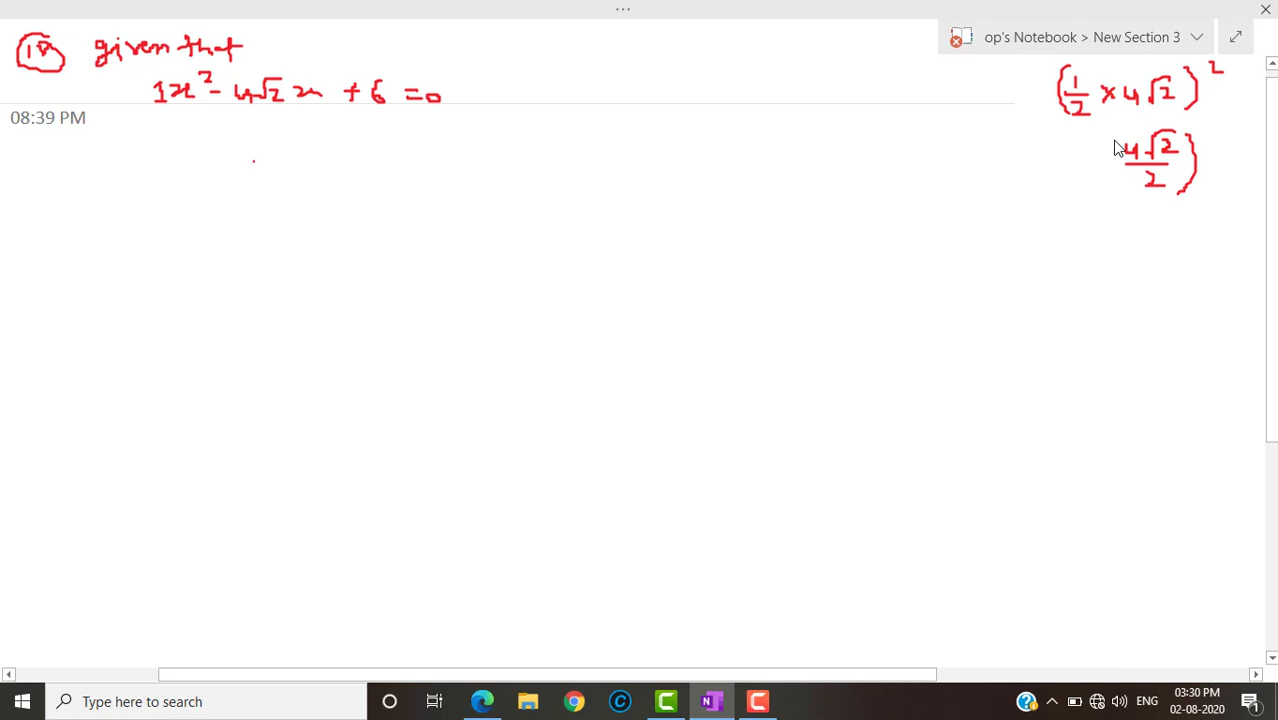 ...
op's Notebook > New Section 3
given that
1x² - 4√2 x + 6 = 0
08:39 PM
(1/2 × 4√2)²
4√2/2)
Type here to search
ENG
03:30 PM
02-08-2020